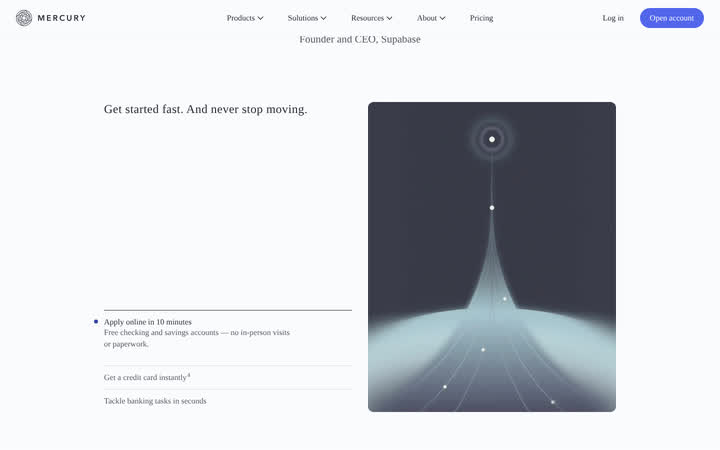 MERCURY
Products
Solutions
Resources
About
Pricing
Log in
Open account
Founder and CEO, Supabase
Get started fast. And never stop moving.
Apply online in 10 minutes
Free checking and savings accounts — no in-person visits
or paperwork.
Get a credit card instantly⁴
Tackle banking tasks in seconds